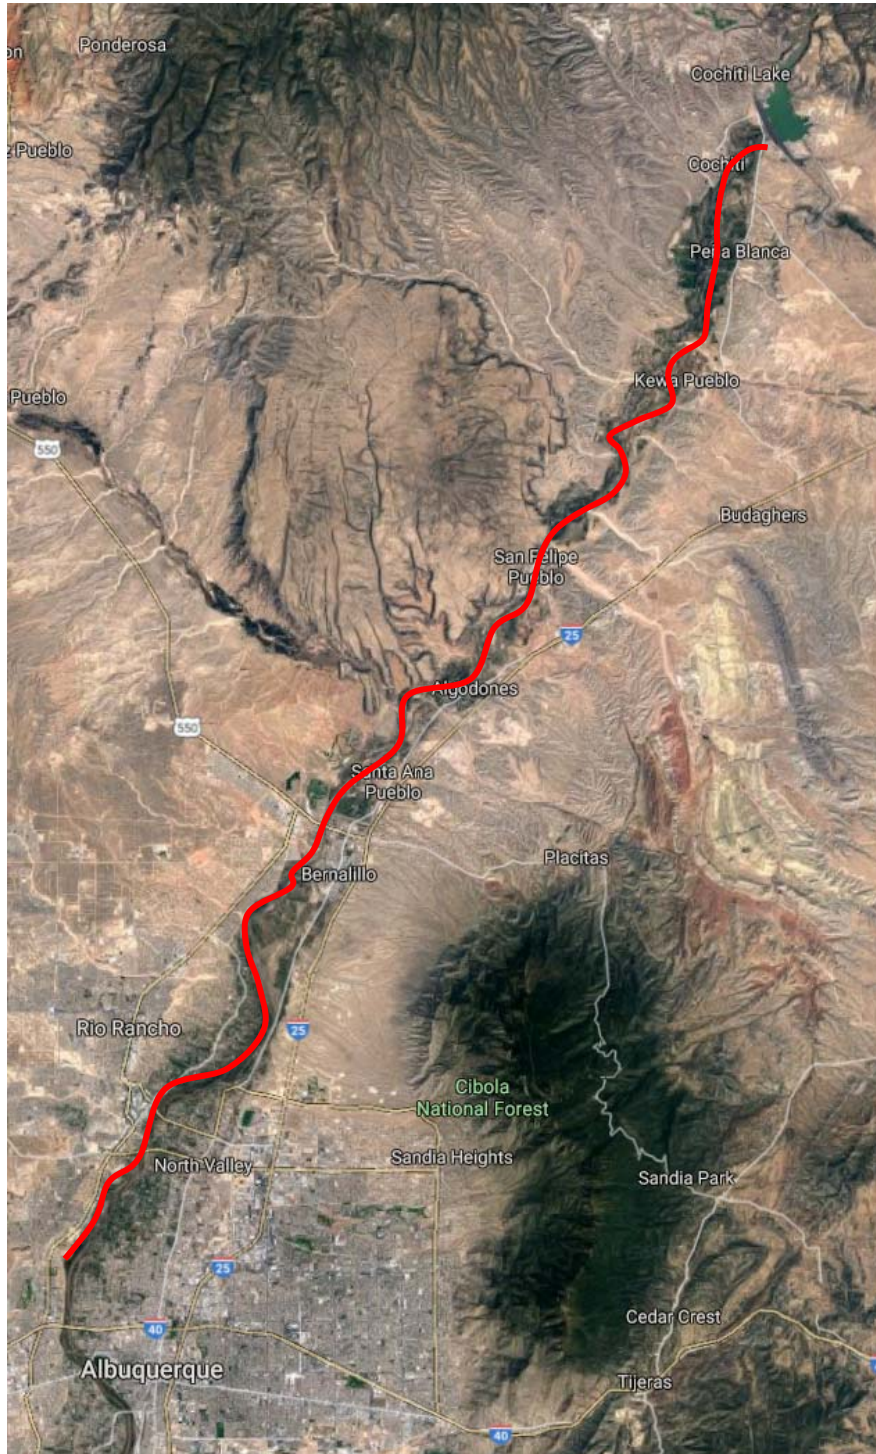 Ponderosa
on
Cochiti Lake
z Pueblo
Cochiti
Peña Blanca
Kewa Pueblo
Pueblo
550
Budaghers
San Felipe
Pueblo
25
Algodones
550
Santa Ana
Pueblo
Placitas
Bernalillo
Rio Rancho
25
Cibola
National Forest
North Valley
Sandia Heights
Sandia Park
25
Cedar Crest
40
Albuquerque
Tijeras
40